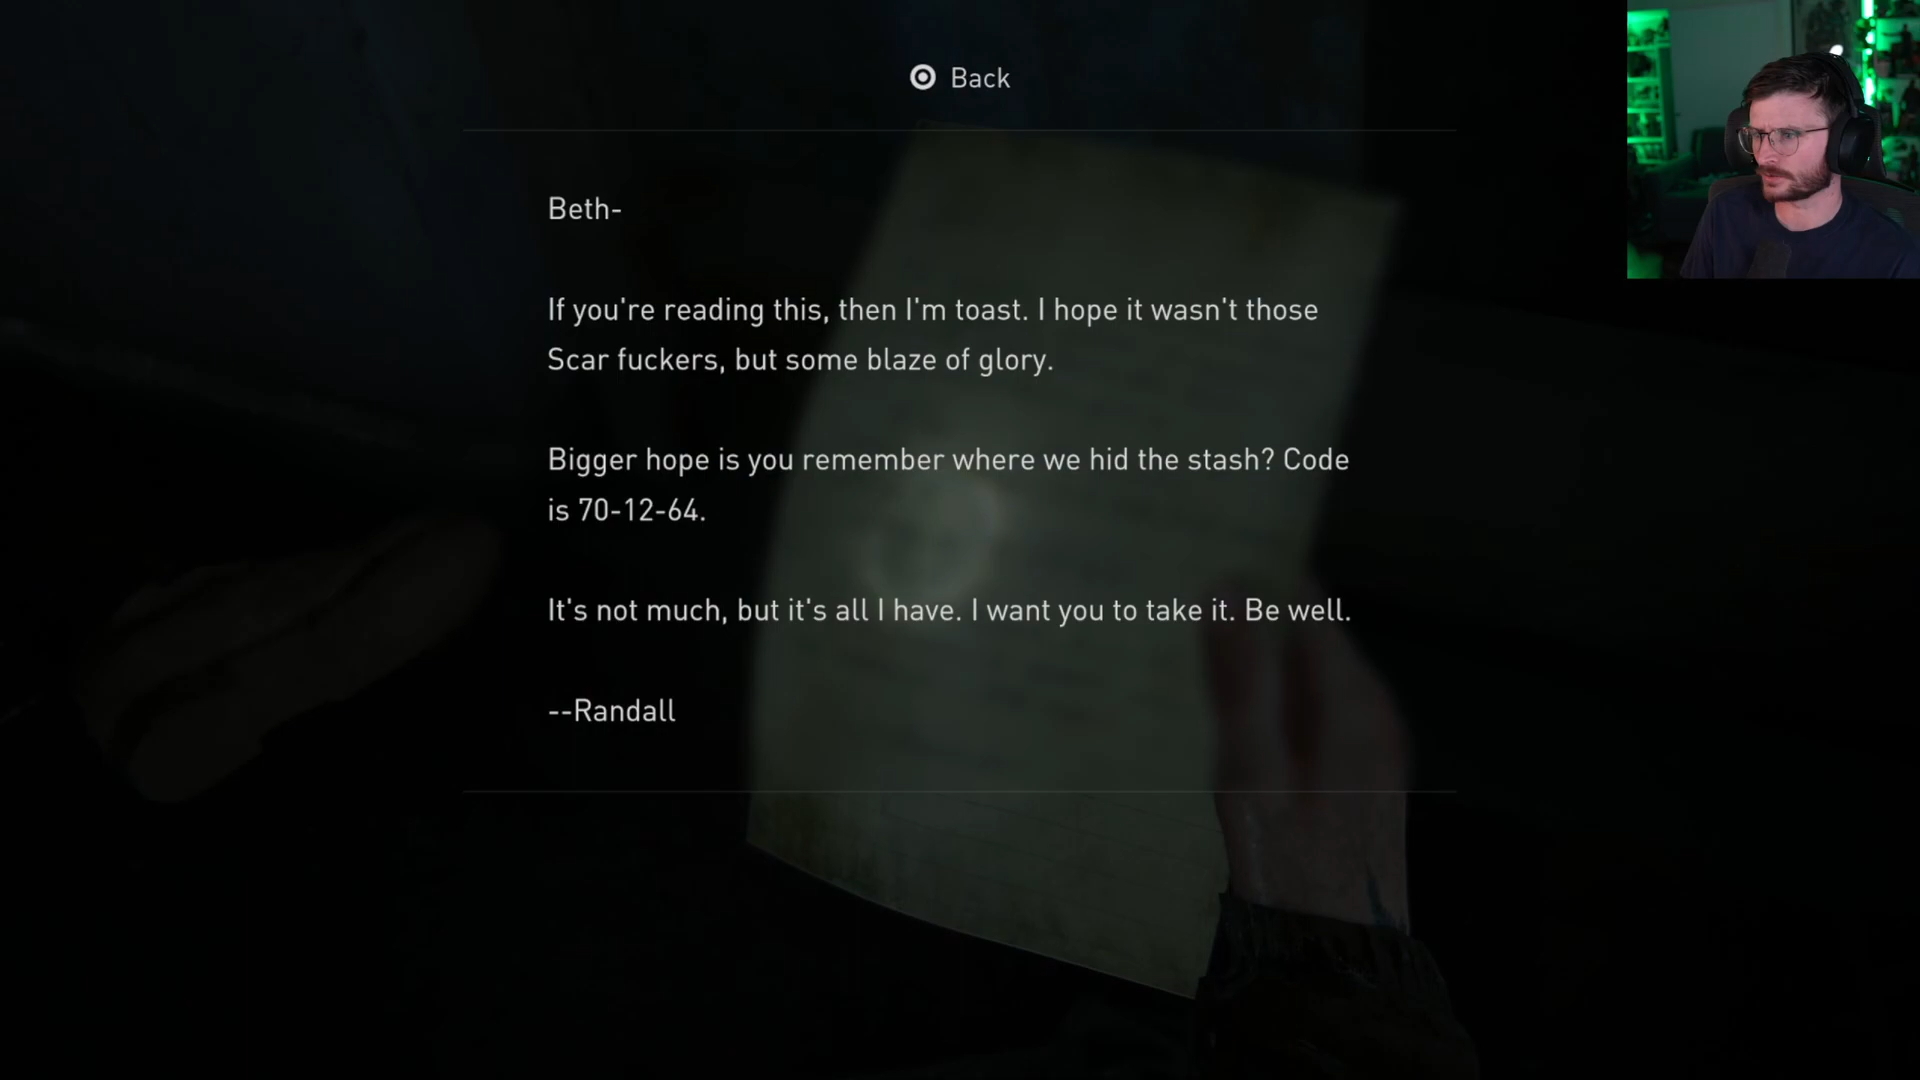 Back
Beth-
If you're reading this, then I'm toast. I hope it wasn't those
Scar fuckers, but some blaze of glory.
Bigger hope is you remember where we hid the stash? Code
is 70-12-64.
It's not much, but it's all I have. I want you to take it. Be well.
--Randall